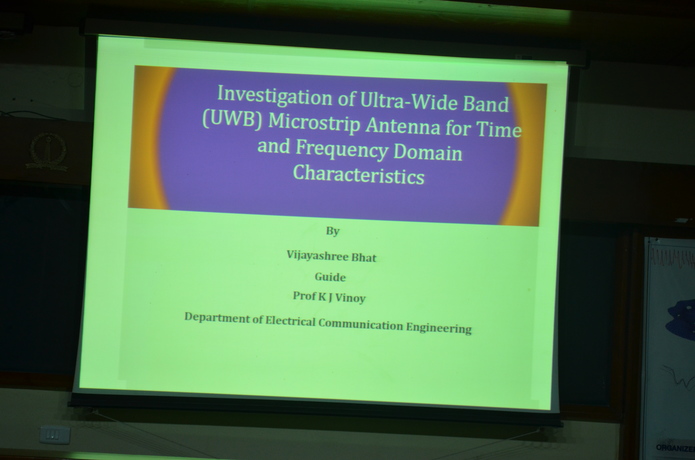 Investigation of Ultra-Wide Band
(UWB) Microstrip Antenna for Time
and Frequency Domain
Characteristics
By
Vijayashree Bhat
Guide
Prof K J Vinoy
Department of Electrical Communication Engineering
ORGANIZE